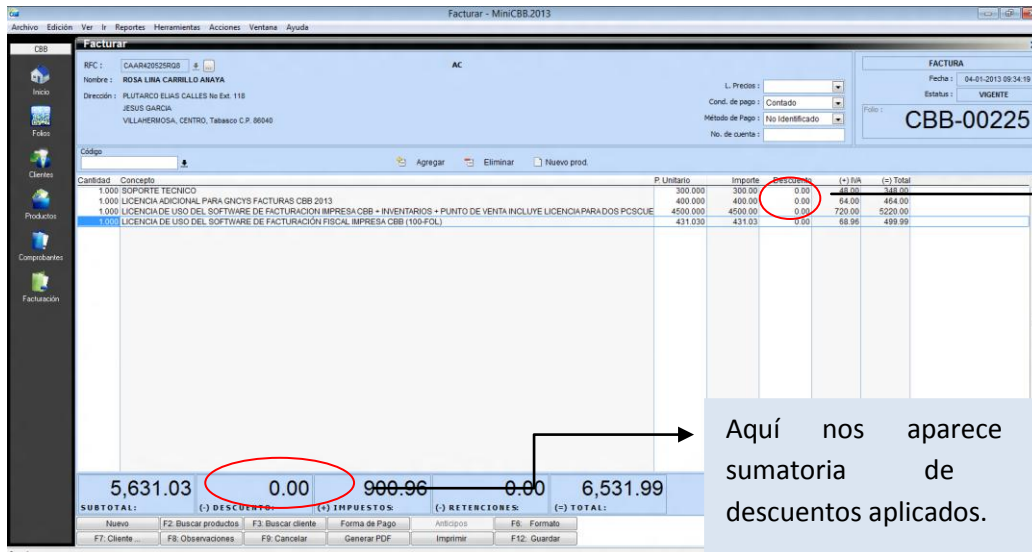 Facturar - MiniCBB.2013
Archivo Edición Ver Ir Reportes Herramientas Acciones Ventana Ayuda
CBB
Inicio
Folios
Clientes
Productos
Comprobantes
Facturación
Facturar
RFC : CAAR420525RQ8
AC
Nombre : ROSA LINA CARRILLO ANAYA
Dirección : PLUTARCO ELIAS CALLES No Ext. 118
JESUS GARCIA
VILLAHERMOSA, CENTRO, Tabasco C.P. 86040
L. Precios :
Cond. de pago : Contado
Método de Pago : No Identificado
No. de cuenta :
FACTURA
Fecha : 04-01-2013 09:34:19
Estatus : VIGENTE
Folio :
CBB-00225
Código
Agregar Eliminar Nuevo prod.
Cantidad Concepto P. Unitario Importe Descuento (+) IVA (=) Total
1.000 SOPORTE TECNICO 300.000 300.00 0.00 48.00 348.00
1.000 LICENCIA ADICIONAL PARA GNCYS FACTURAS CBB 2013 400.000 400.00 0.00 64.00 464.00
1.000 LICENCIA DE USO DEL SOFTWARE DE FACTURACION IMPRESA CBB + INVENTARIOS + PUNTO DE VENTA INCLUYE LICENCIA PARA DOS PCSCUE 4500.000 4500.00 0.00 720.00 5220.00
1.000 LICENCIA DE USO DEL SOFTWARE DE FACTURACIÓN FISCAL IMPRESA CBB (100-FOL) 431.030 431.03 0.00 68.96 499.99
5,631.03 0.00 900.96 0.00 6,531.99
SUBTOTAL: (-) DESCUENTO: (+) IMPUESTOS: (-) RETENCIONES: (=) TOTAL:
Nuevo F2: Buscar productos F3: Buscar cliente Forma de Pago Anticipos F6: Formato
F7: Cliente ... F8: Observaciones F9: Cancelar Generar PDF Imprimir F12: Guardar
Aquí nos aparece
sumatoria de
descuentos aplicados.